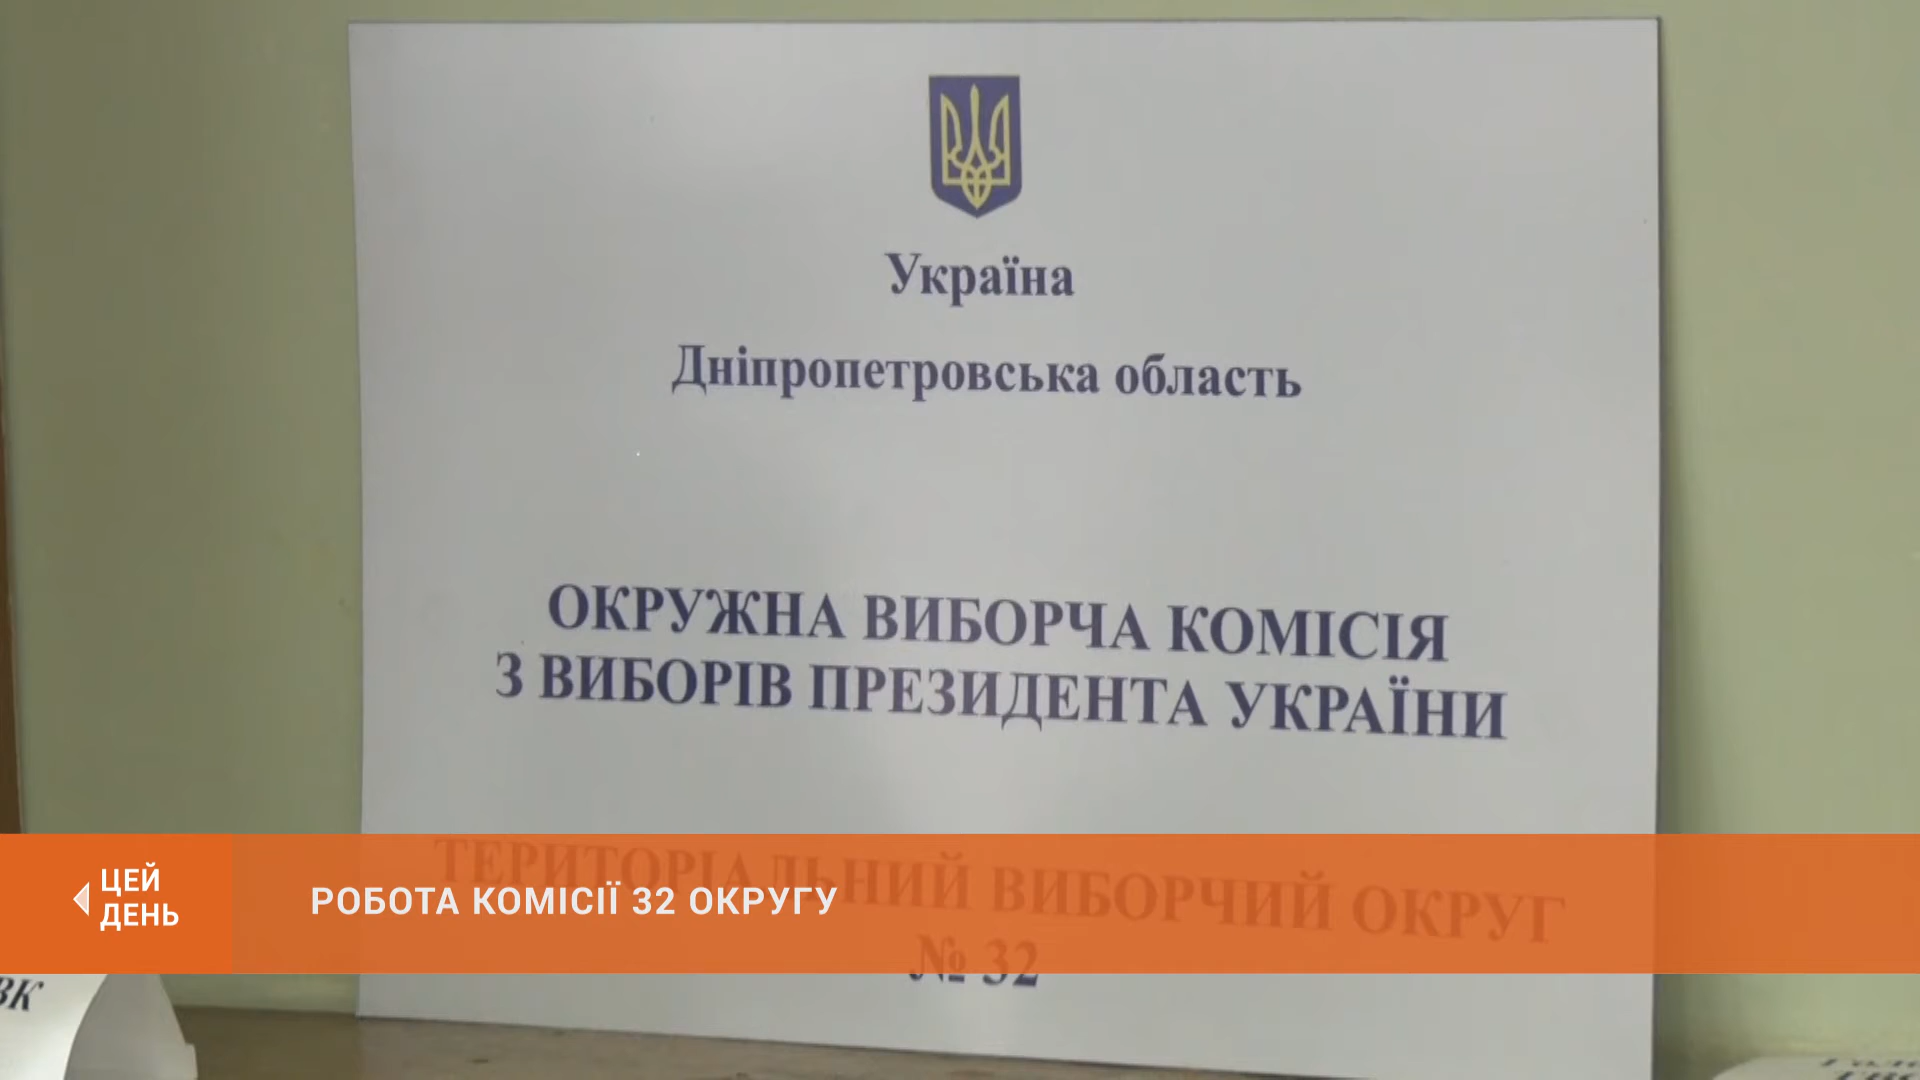 Україна
Дніпропетровська область
ОКРУЖНА ВИБОРЧА КОМІСІЯ
З ВИБОРІВ ПРЕЗИДЕНТА УКРАЇНИ
ТЕРИТОРІАЛЬНИЙ ВИБОРЧИЙ ОКРУГ
№ 32
ЦЕЙ
ДЕНЬ
РОБОТА КОМІСІЇ 32 ОКРУГУ